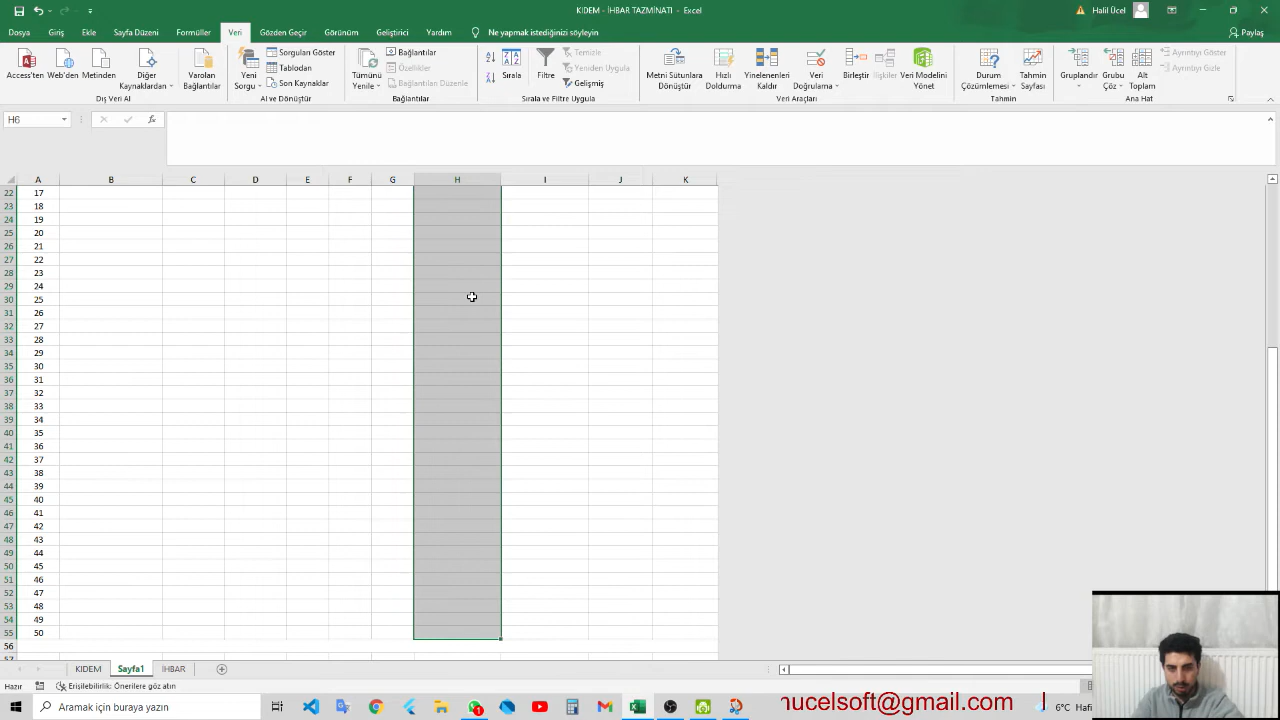 KIDEM - İHBAR TAZMİNATI - Excel
Halil Ücel
Dosya Giriş Ekle Sayfa Düzeni Formüller Veri Gözden Geçir Görünüm Geliştirici Yardım Ne yapmak istediğinizi söyleyin Paylaş
Access'ten
Web'den
Metinden
Diğer Kaynaklardan
Varolan Bağlantılar
Dış Veri Al
Veri Sorgu
Sorguları Göster
Tablodan
Son Kaynaklar
Al ve Dönüştür
Tümünü Yenile
Bağlantılar
Özellikler
Bağlantıları Düzenle
Bağlantılar
Filtre
Temizle
Yeniden Uygula
Gelişmiş
Sırala ve Filtre Uygula
Metni Sütunlara Dönüştür
Hızlı Doldurma
Yinelenenleri Kaldır
Veri Doğrulama
Birleştir
İlişkiler
Veri Modelini Yönet
Veri Araçları
Durum Çözümlemesi
Tahmin Sayfası
Tahmin
Gruplandır
Grubu Çöz
Alt Toplam
Ayrıntıyı Göster
Ayrıntıyı Gizle
Ana Hat
H6
fx
A B C D E F G H I J K
22 17
23 18
24 19
25 20
26 21
27 22
28 23
29 24
30 25
31 26
32 27
33 28
34 29
35 30
36 31
37 32
38 33
39 34
40 35
41 36
42 37
43 38
44 39
45 40
46 41
47 42
48 43
49 44
50 45
51 46
52 47
53 48
54 49
55 50
56
57
KIDEM Sayfa1 İHBAR
Hazır Erişilebilirlik: Önerilere göz atın
Aramak için buraya yazın
nucelsoft@gmail.com
6°C Hafi